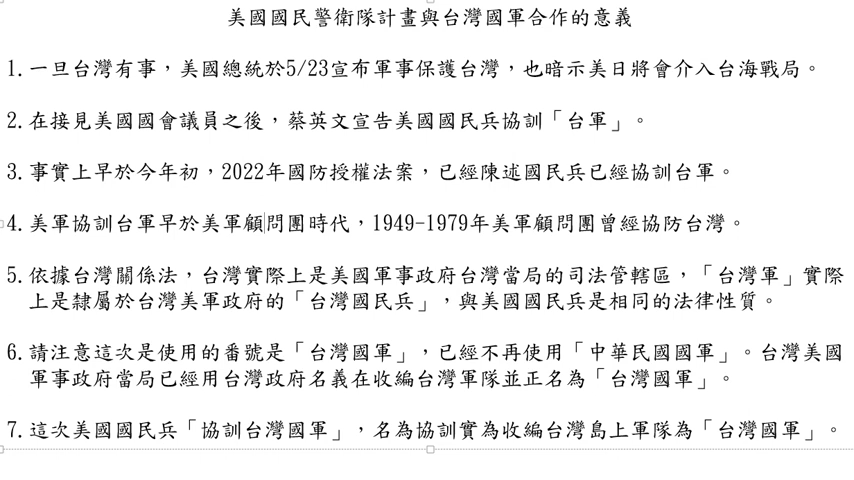 美國國民警衛隊計畫與台灣國軍合作的意義
1.一旦台灣有事，美國總統於5/23宣布軍事保護台灣，也暗示美日將會介入台海戰局。
2.在接見美國國會議員之後，蔡英文宣告美國國民兵協訓「台軍」。
3.事實上早於今年初，2022年國防授權法案，已經陳述國民兵已經協訓台軍。
4.美軍協訓台軍早於美軍顧問團時代，1949-1979年美軍顧問團曾經協防台灣。
5.依據台灣關係法，台灣實際上是美國軍事政府台灣當局的司法管轄區，「台灣軍」實際
上是隸屬於台灣美軍政府的「台灣國民兵」，與美國國民兵是相同的法律性質。
6.請注意這次是使用的番號是「台灣國軍」，已經不再使用「中華民國國軍」。台灣美國
軍事政府當局已經用台灣政府名義在收編台灣軍隊並正名為「台灣國軍」。
7.這次美國國民兵「協訓台灣國軍」，名為協訓實為收編台灣島上軍隊為「台灣國軍」。